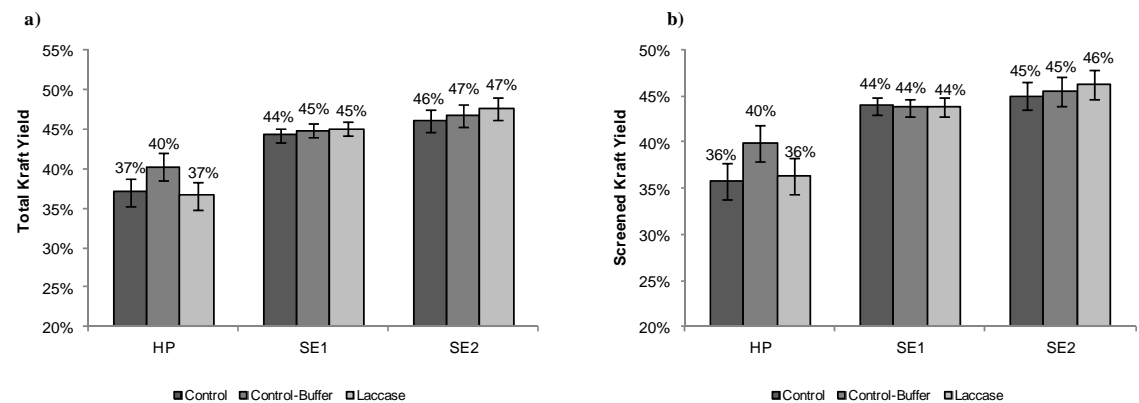 a)
Total Kraft Yield
55%
50%
45%
40%
35%
30%
25%
20%
37%
40%
37%
44%
45%
45%
46%
47%
47%
HP
SE1
SE2
Control
Control-Buffer
Laccase
b)
Screened Kraft Yield
50%
45%
40%
35%
30%
25%
20%
36%
40%
36%
44%
44%
44%
45%
45%
46%
HP
SE1
SE2
Control
Control-Buffer
Laccase